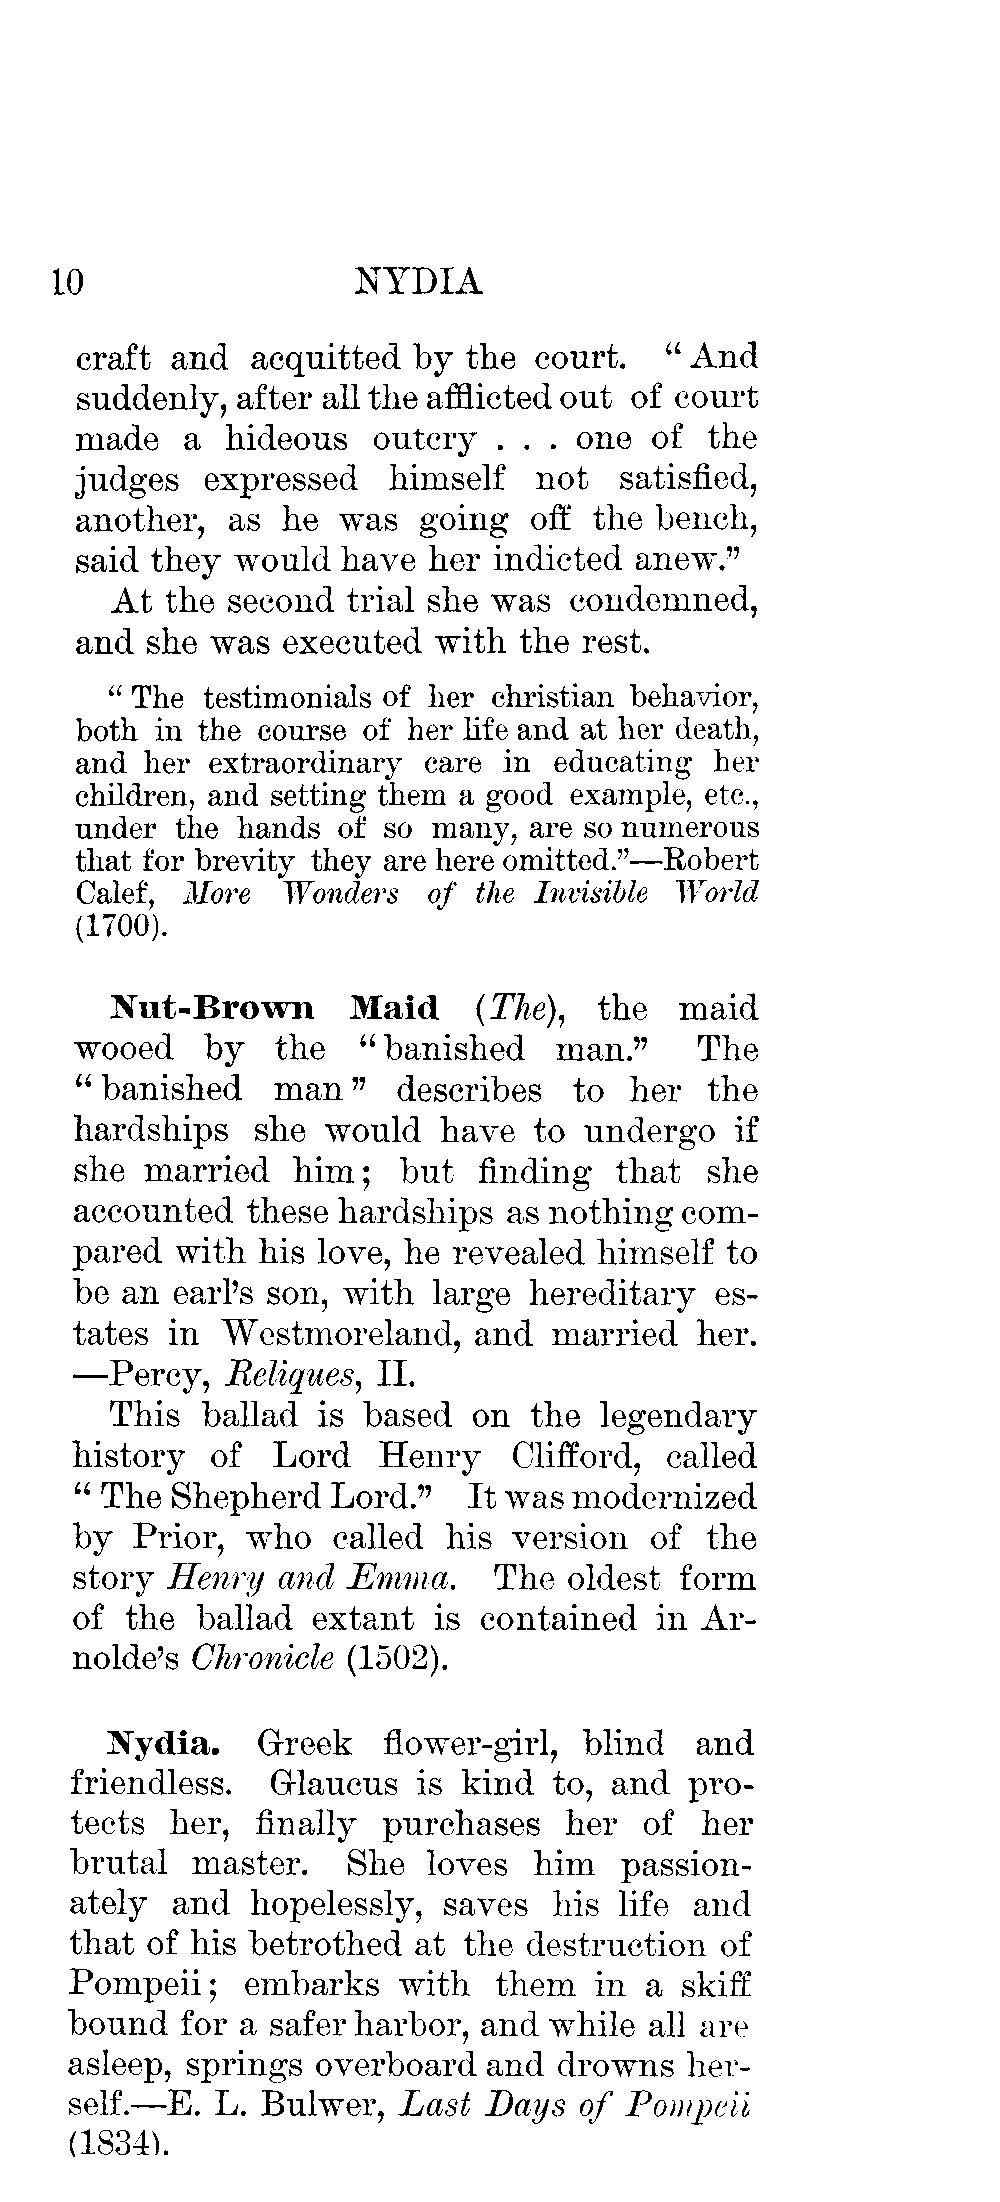 10 NYDIA
craft and acquitted by the court. “And
suddenly, after all the afflicted out of court
made a hideous outcry . . . one of the
judges expressed himself not satisfied,
another, as he was going off the bench,
said they would have her indicted anew.”
At the second trial she was condemned,
and she was executed with the rest.
“The testimonials of her christian behavior,
both in the course of her life and at her death,
and her extraordinary care in educating her
children, and setting them a good example, etc.,
under the hands of so many, are so numerous
that for brevity they are here omitted.”—Robert
Calef, More Wonders of the Invisible World
(1700).
Nut-Brown Maid (The), the maid
wooed by the “banished man.” The
“banished man” describes to her the
hardships she would have to undergo if
she married him; but finding that she
accounted these hardships as nothing com-
pared with his love, he revealed himself to
be an earl’s son, with large hereditary es-
tates in Westmoreland, and married her.
—Percy, Reliques, II.
This ballad is based on the legendary
history of Lord Henry Clifford, called
“The Shepherd Lord.” It was modernized
by Prior, who called his version of the
story Henry and Emma. The oldest form
of the ballad extant is contained in Ar-
nolde’s Chronicle (1502).
Nydia. Greek flower-girl, blind and
friendless. Glaucus is kind to, and pro-
tects her, finally purchases her of her
brutal master. She loves him passion-
ately and hopelessly, saves his life and
that of his betrothed at the destruction of
Pompeii; embarks with them in a skiff
bound for a safer harbor, and while all are
asleep, springs overboard and drowns her-
self.—E. L. Bulwer, Last Days of Pompeii
(1834).